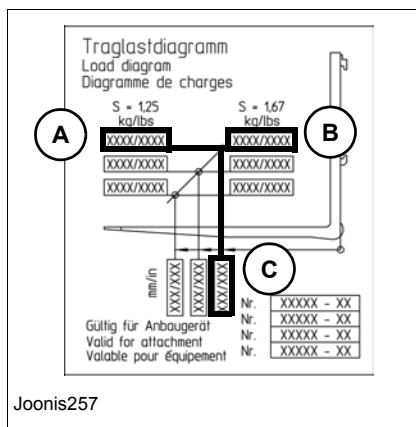 Traglastdiagramm
Load diagram
Diagramme de charges
S = 1,25
kg/lbs
S = 1,67
kg/lbs
A
XXXX/XXXX
XXXX/XXXX
B
XXXX/XXXX
XXXX/XXXX
XXXX/XXXX
XXXX/XXXX
C
mm/in
XXX/XXX
XXX/XXX
XXX/XXX
Gültig für Anbaugerät
Valid for attachment
Valable pour équipement
Nr. XXXXX - XX
Nr. XXXXX - XX
Nr. XXXXX - XX
Nr. XXXXX - XX
Joonis257